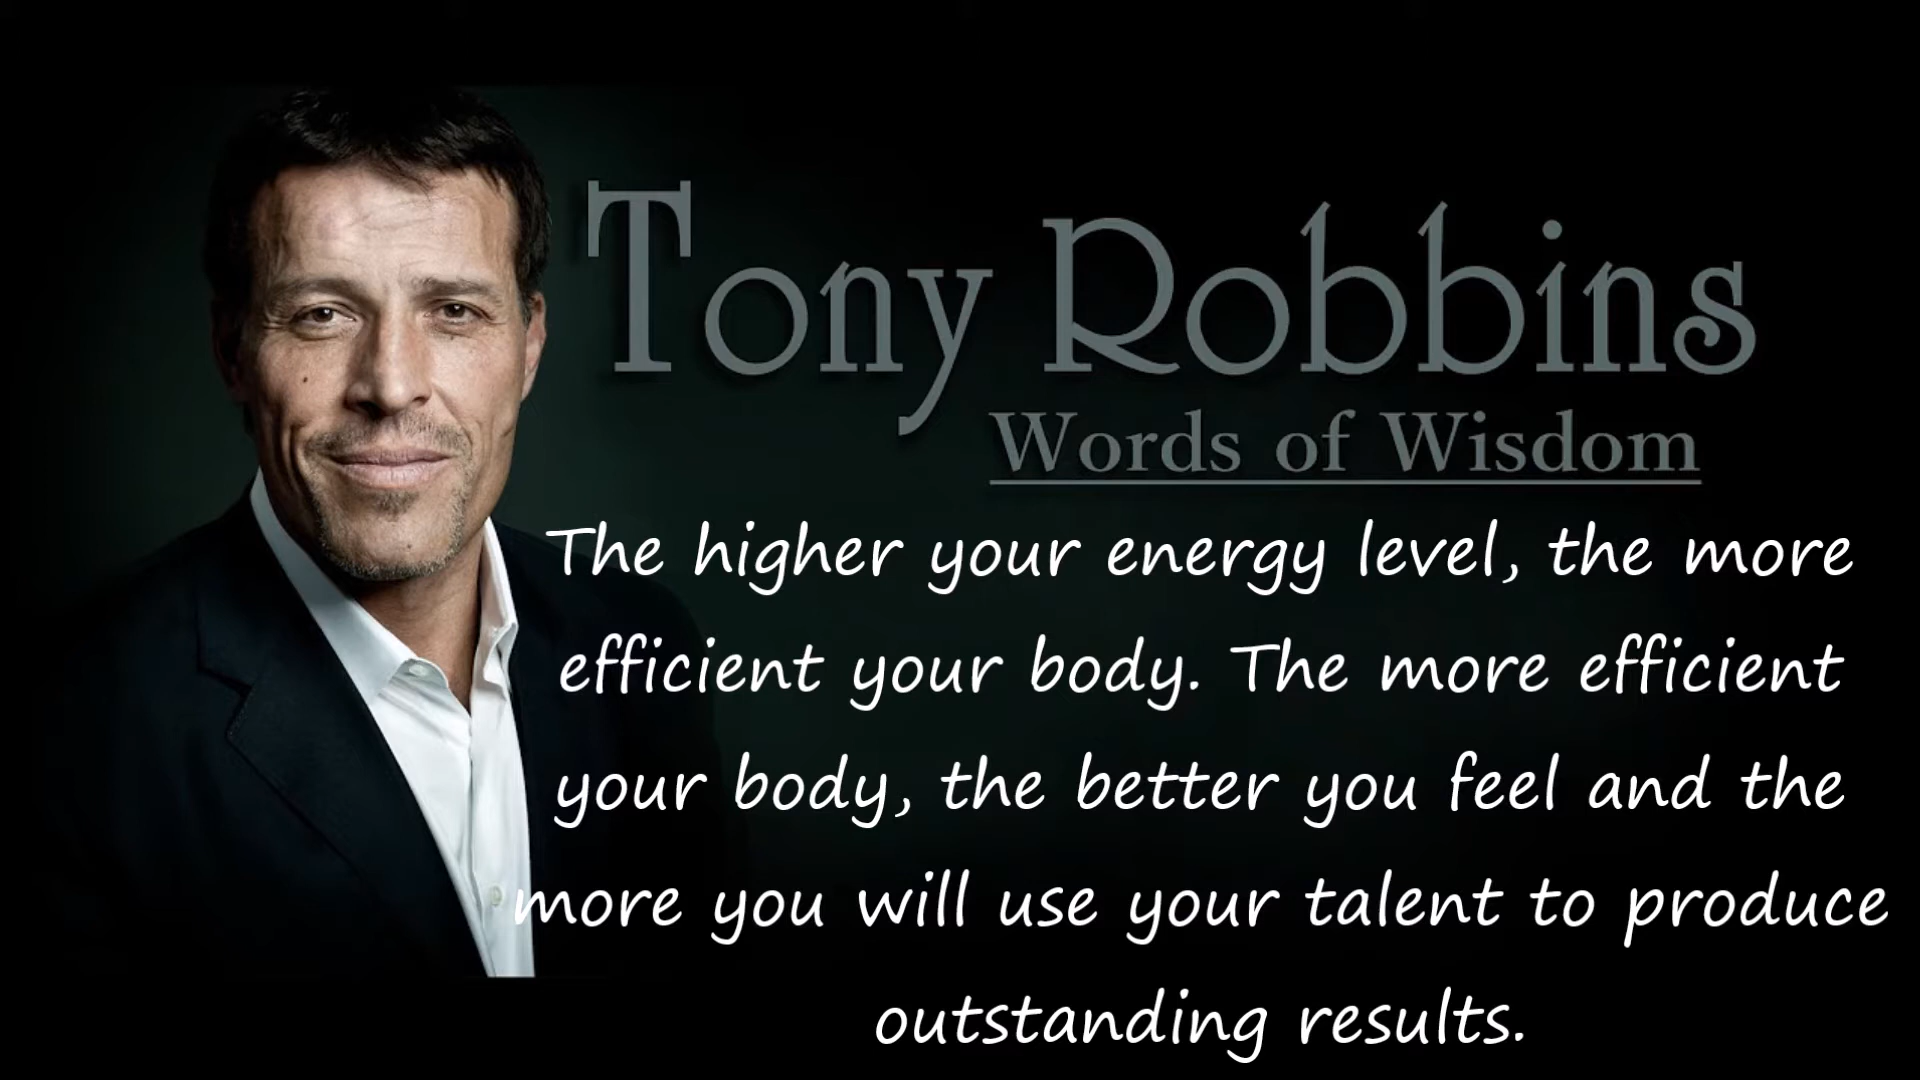 Tony Robbins
Words of Wisdom
The higher your energy level, the more
efficient your body. The more efficient
your body, the better you feel and the
more you will use your talent to produce
outstanding results.